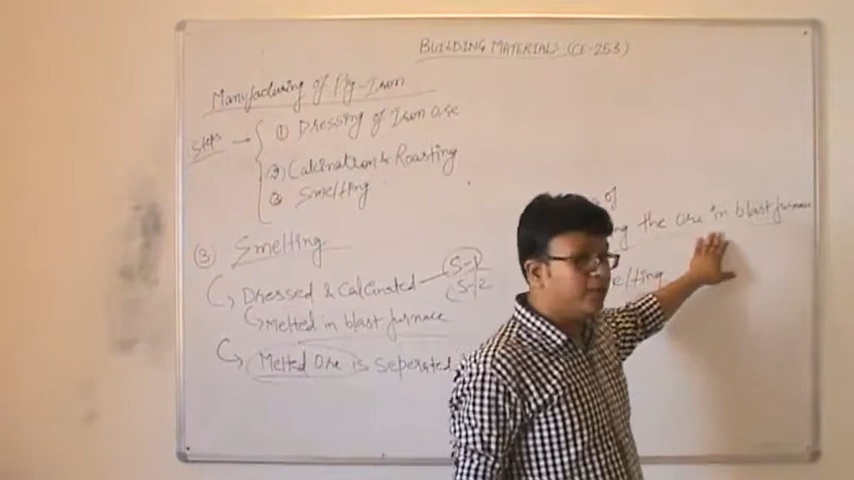 BUILDING MATERIALS (CE-253)
Manufacturing of Pig-Iron
Steps
① Dressing of Iron ore
② Calcination & Roasting
③ Smelting
③ Smelting
Dressed & Calcinated
S-1
S-2
Melted in blast furnace
Melted Ore is seperated
of
the ore in blast furnace